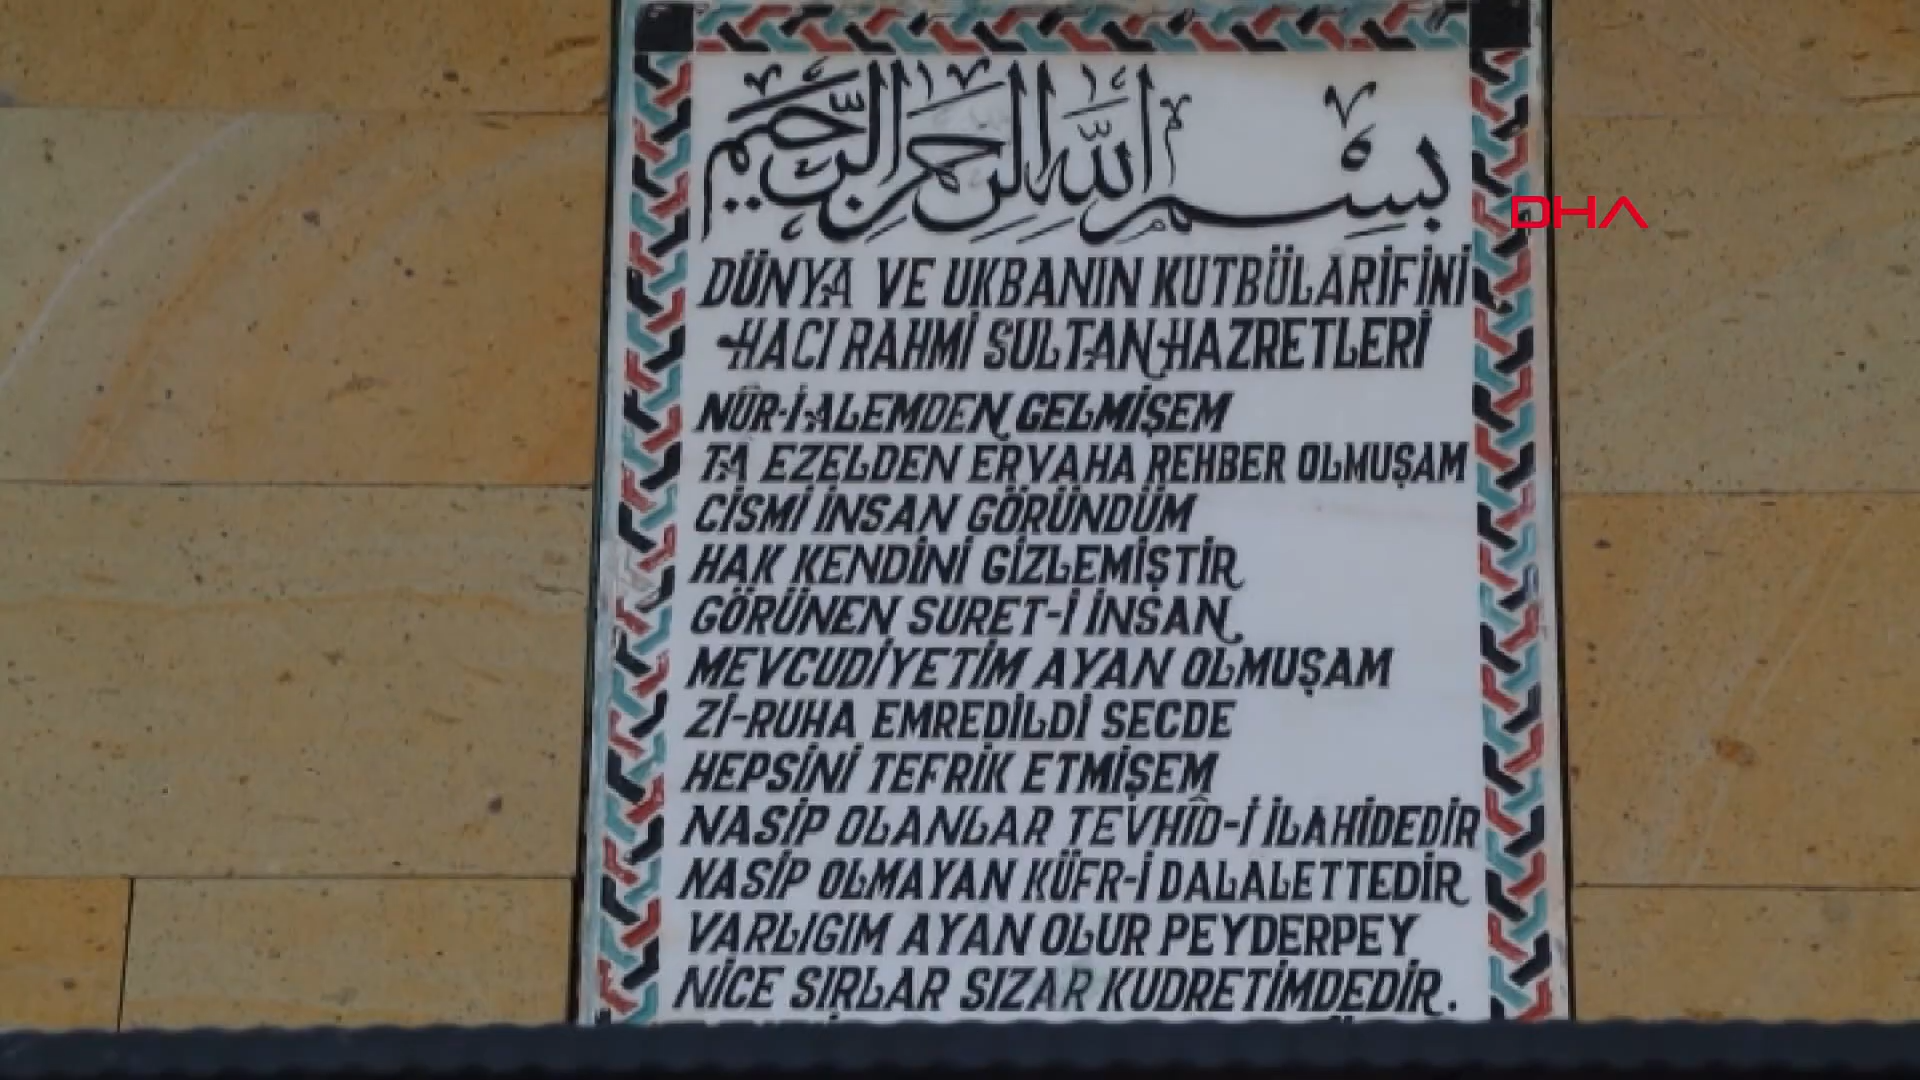 بسم الله الرحمن الرحيم
DHA
DÜNYA VE UKBANIN KUTBÜLARİFİNİ
HACI RAHMİ SULTAN HAZRETLERİ
NÛR-İ ALEMDEN GELMİŞEM
TA EZELDEN ERVAHA REHBER OLMUŞAM
CİSMİ İNSAN GÖRÜNDÜM
HAK KENDİNİ GİZLEMİŞTİR
GÖRÜNEN SURET-İ İNSAN
MEVCUDİYETİM AYAN OLMUŞAM
Zİ-RUHA EMREDİLDİ SECDE
HEPSİNİ TEFRİK ETMİŞEM
NASİP OLANLAR TEVHÎD-İ İLAHİDEDİR
NASİP OLMAYAN KÜFR-İ DALALETTEDİR
VARLIGIM AYAN OLUR PEYDERPEY
NİCE SIRLAR SIZAR KUDRETİMDEDİR.